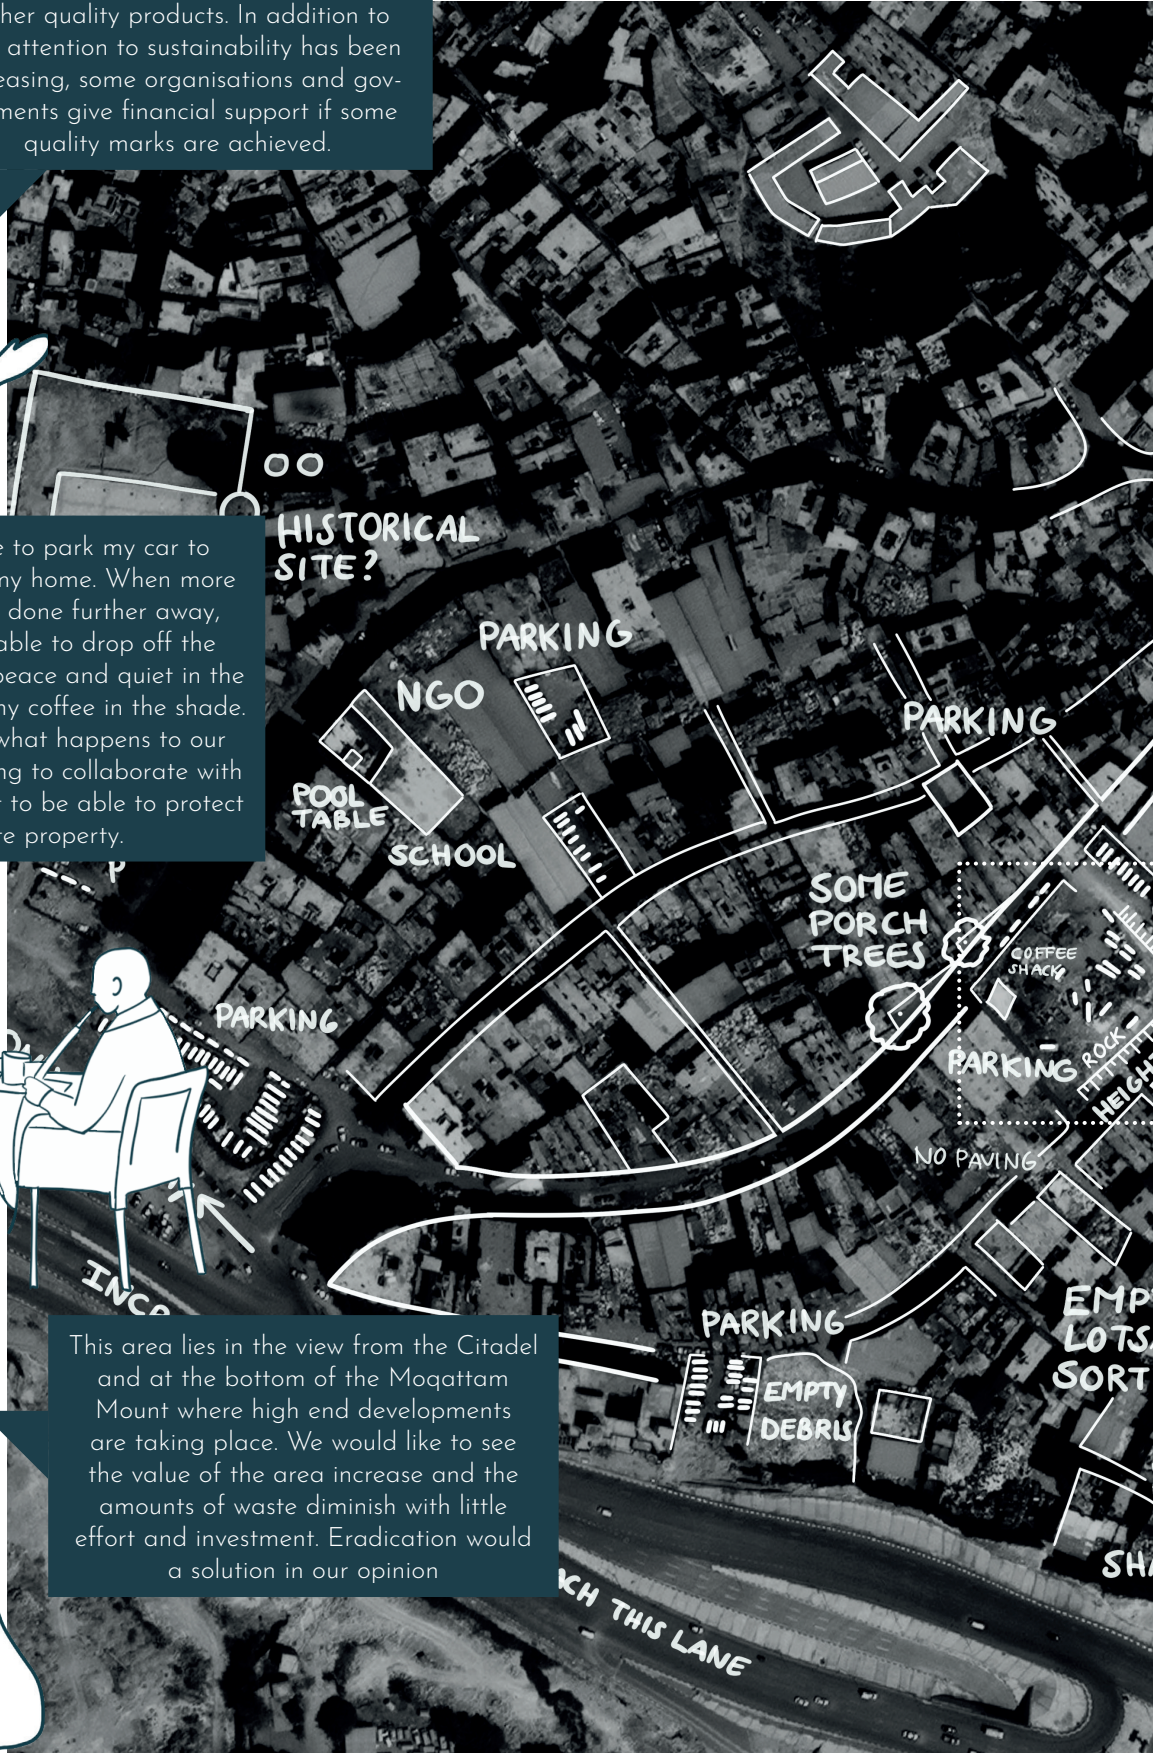 her quality products. In addition to
attention to sustainability has been
easing, some organisations and gov-
ments give financial support if some
quality marks are achieved.
HISTORICAL
SITE?
e to park my car to
my home. When more
done further away,
able to drop off the
peace and quiet in the
my coffee in the shade.
what happens to our
ng to collaborate with
to be able to protect
re property.
PARKING
NGO
PARKING
POOL
TABLE
SCHOOL
P
SOME
PORCH
TREES
COFFEE
SHACK
PARKING
PARKING
ROCK
HEIGH
NO PAVING
INCO
PARKING
EMPTY
DEBRIS
EMP
LOTS
SORT
This area lies in the view from the Citadel
and at the bottom of the Moqattam
Mount where high end developments
are taking place. We would like to see
the value of the area increase and the
amounts of waste diminish with little
effort and investment. Eradication would
a solution in our opinion
SHA
ACH THIS LANE